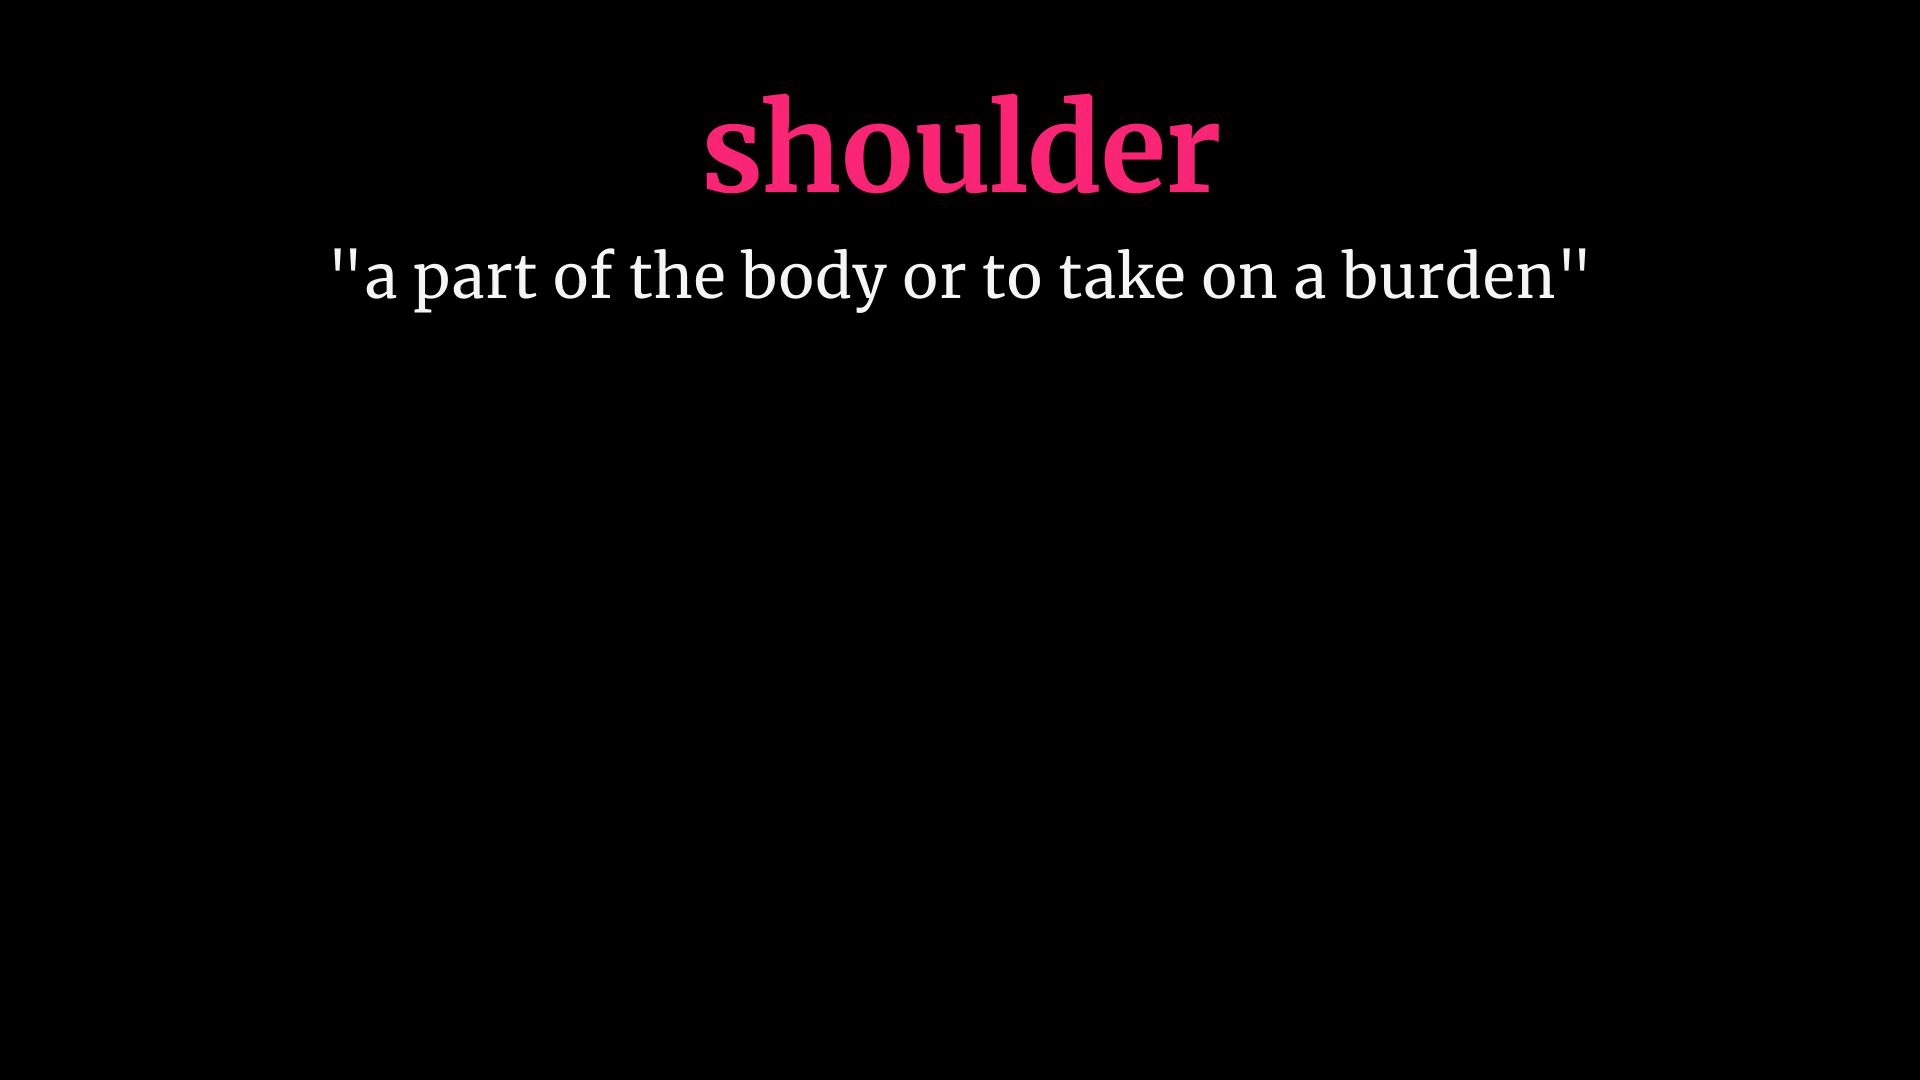 shoulder
"a part of the body or to take on a burden"